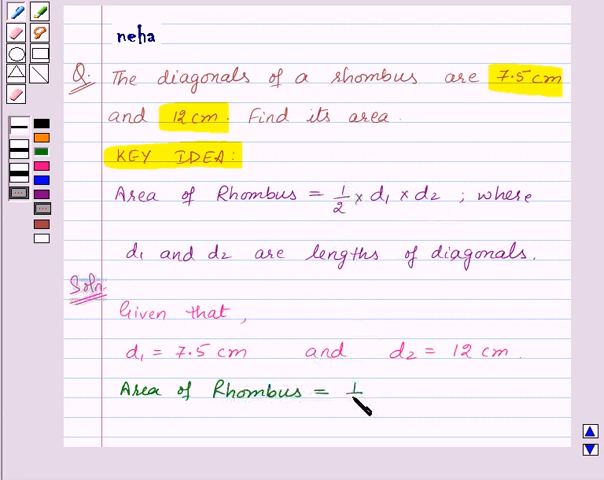 neha
Q. The diagonals of a rhombus are 7.5 cm
and 12 cm. Find its area.
KEY IDEA:
Area of Rhombus = 1/2 × d1 × d2 ; where
d1 and d2 are lengths of diagonals.
Soln.
Given that,
d1 = 7.5 cm and d2 = 12 cm.
Area of Rhombus = 1